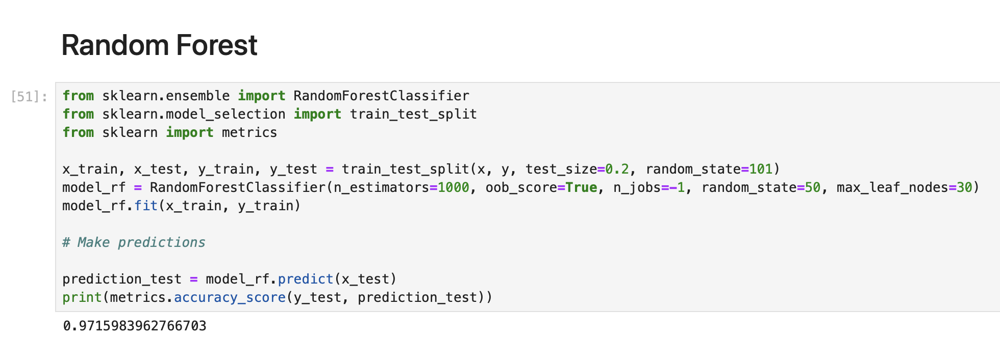 Random Forest
[51]:
from sklearn.ensemble import RandomForestClassifier
from sklearn.model_selection import train_test_split
from sklearn import metrics
x_train, x_test, y_train, y_test = train_test_split(x, y, test_size=0.2, random_state=101)
model_rf = RandomForestClassifier(n_estimators=1000, oob_score=True, n_jobs=-1, random_state=50, max_leaf_nodes=30)
model_rf.fit(x_train, y_train)
# Make predictions
prediction_test = model_rf.predict(x_test)
print(metrics.accuracy_score(y_test, prediction_test))
0.9715983962766703